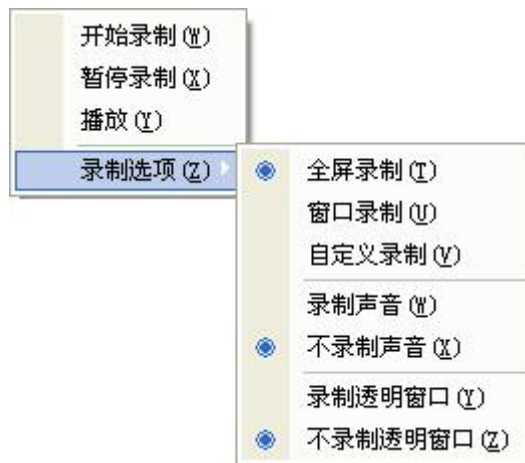 开始录制(W)
暂停录制(X)
播放(Y)
录制选项(Z)
全屏录制(T)
窗口录制(U)
自定义录制(V)
录制声音(W)
不录制声音(X)
录制透明窗口(Y)
不录制透明窗口(Z)